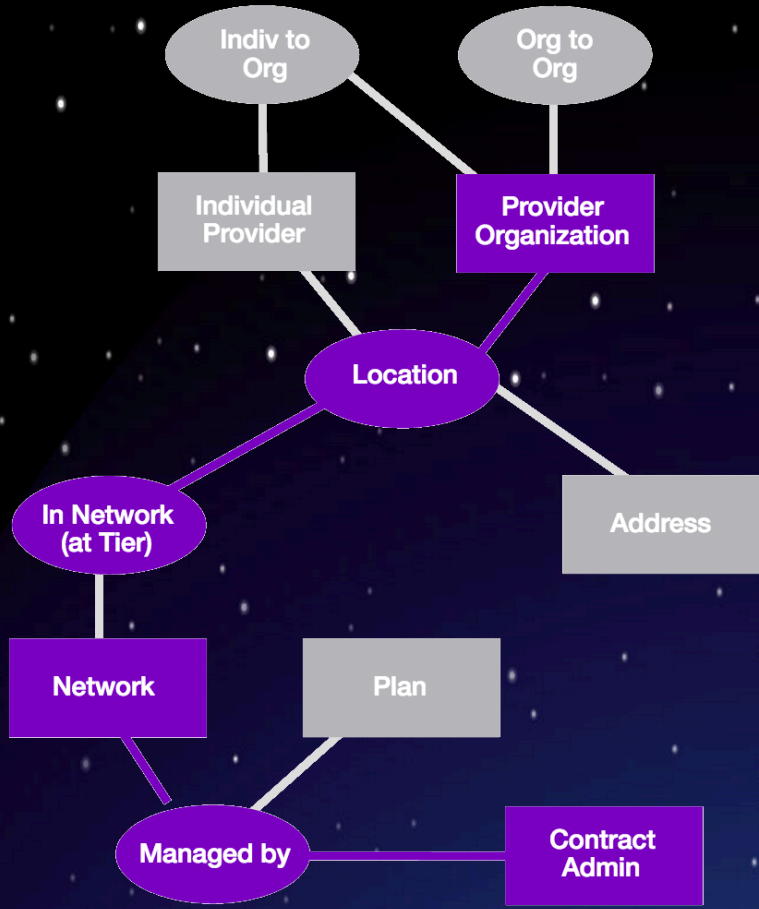 Indiv to
Org
Org to
Org
Individual
Provider
Provider
Organization
Location
In Network
(at Tier)
Address
Network
Plan
Managed by
Contract
Admin